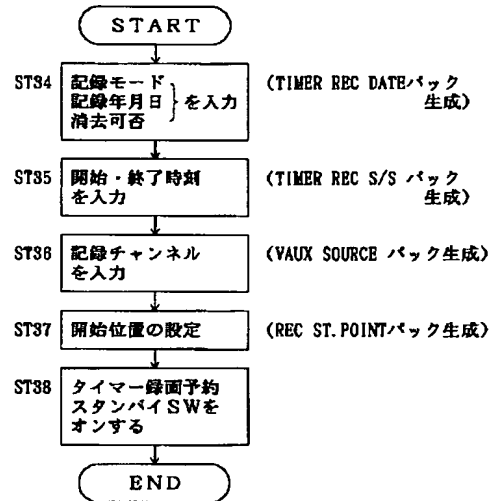 START
ST34
記録モード
記録年月日 } を入力
消去可否
(TIMER REC DATEパック
生成)
ST35
開始・終了時刻
を入力
(TIMER REC S/S パック
生成)
ST36
記録チャンネル
を入力
(VAUX SOURCE パック生成)
ST37
開始位置の設定
(REC ST.POINTパック生成)
ST38
タイマー録画予約
スタンバイSWを
オンする
END